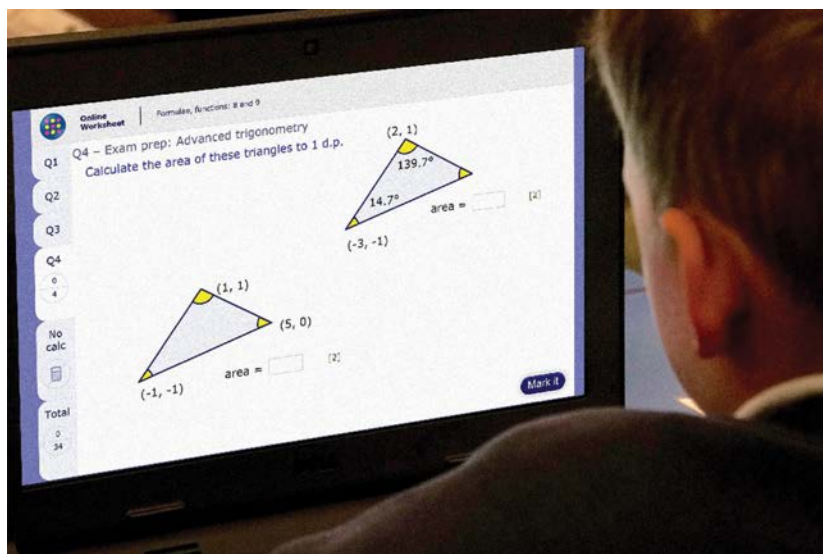 Online
Worksheet
Formulae, functions: 8 and 9
Q4 – Exam prep: Advanced trigonometry
Calculate the area of these triangles to 1 d.p.
Q1
Q2
Q3
Q4
0
4
No
calc
Total
0
34
(2, 1)
139.7°
14.7°
(-3, -1)
area =
[2]
(1, 1)
(5, 0)
(-1, -1)
area =
[2]
Mark it
DELL